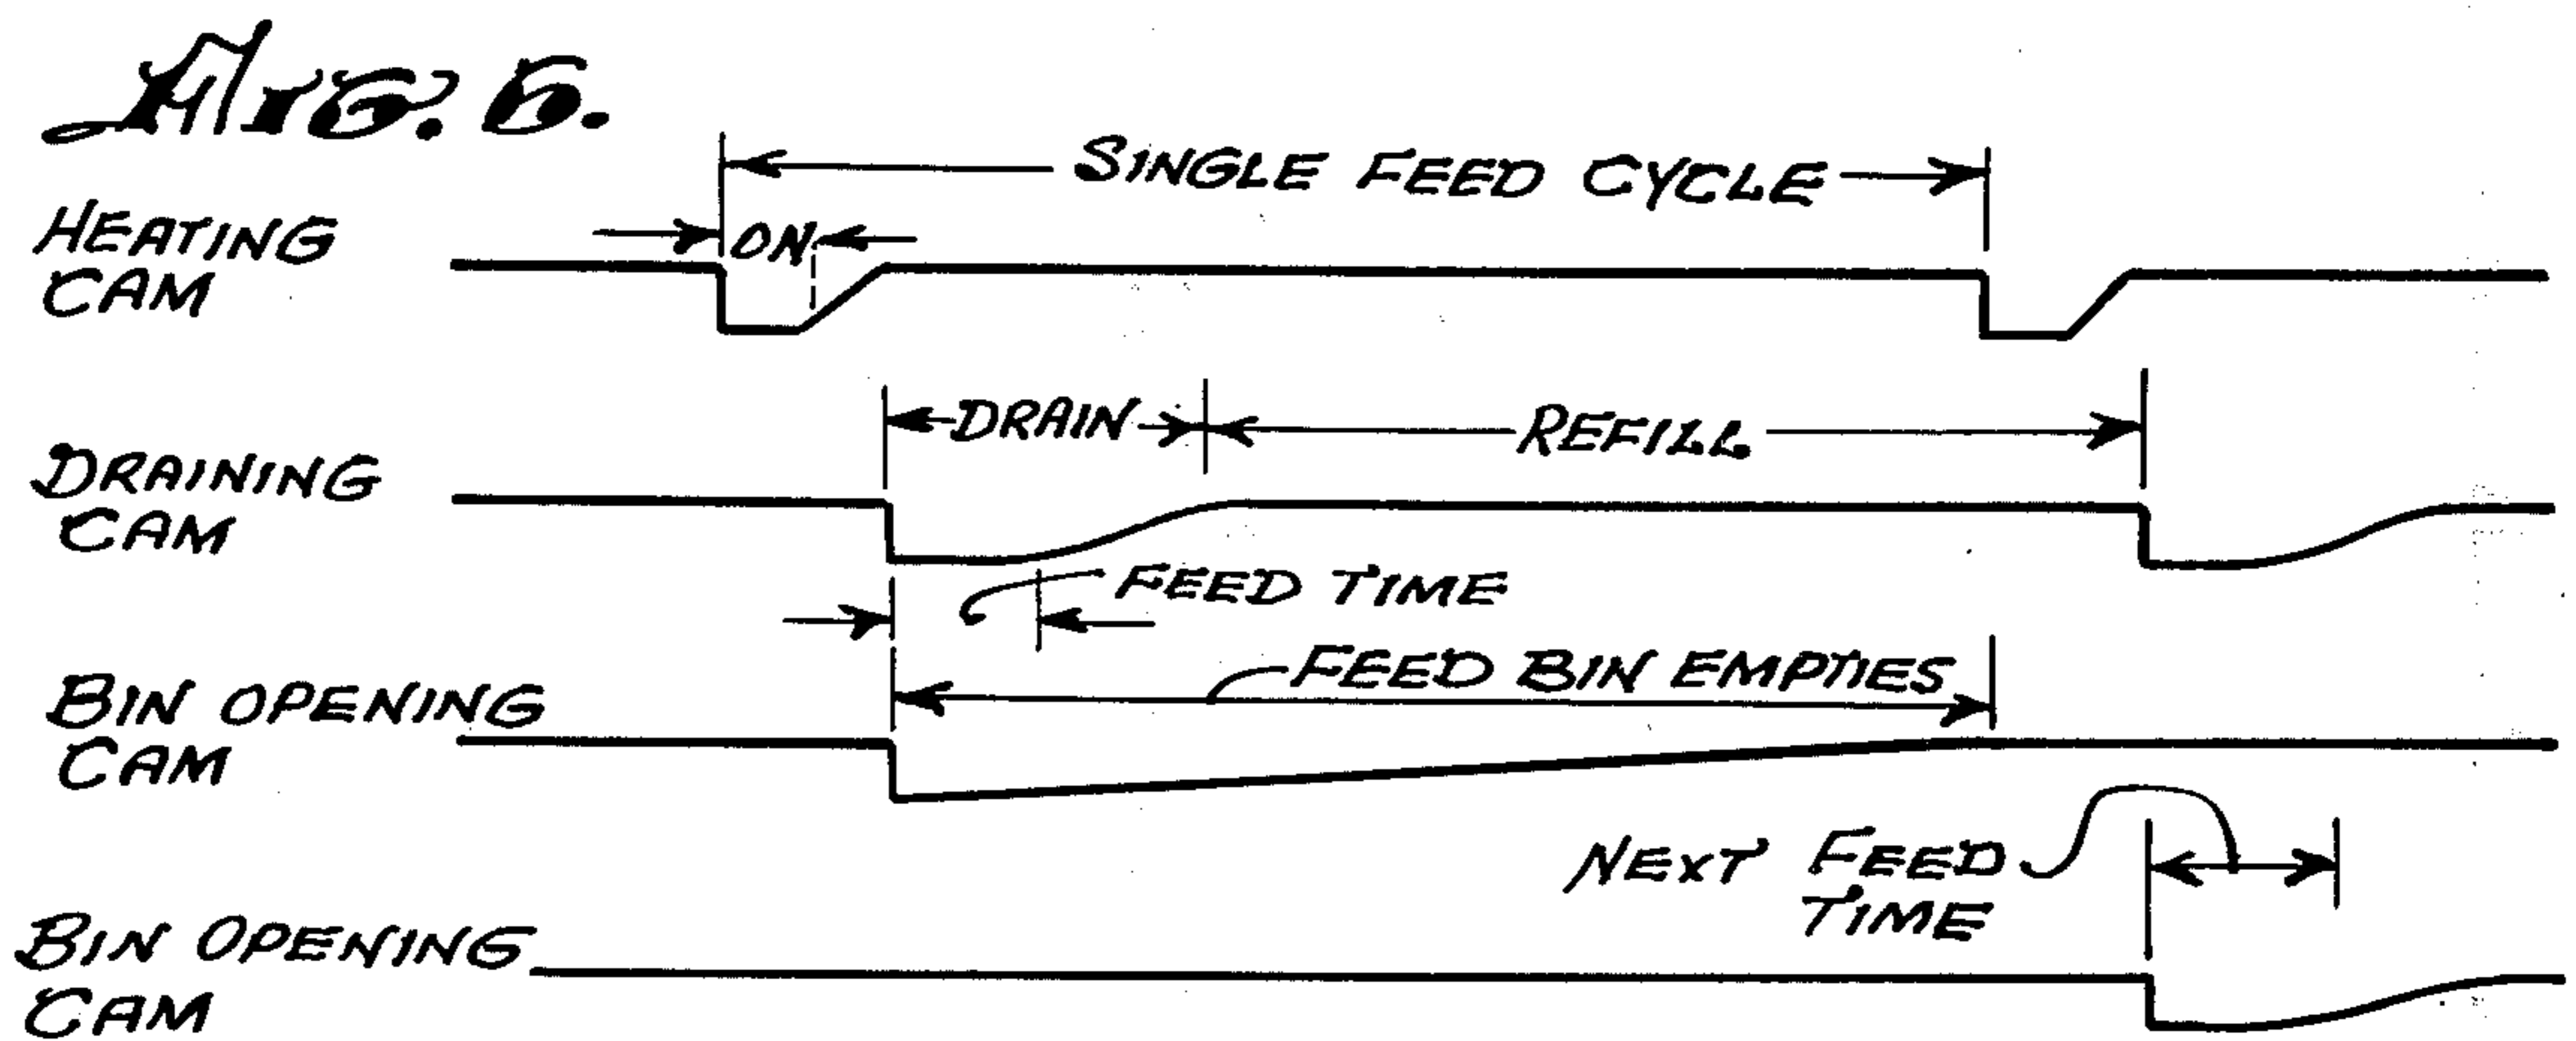 FIG. 6.
SINGLE FEED CYCLE
HEATING
CAM
ON
DRAIN
REFILL
DRAINING
CAM
FEED TIME
FEED BIN EMPTIES
BIN OPENING
CAM
NEXT FEED
TIME
BIN OPENING
CAM